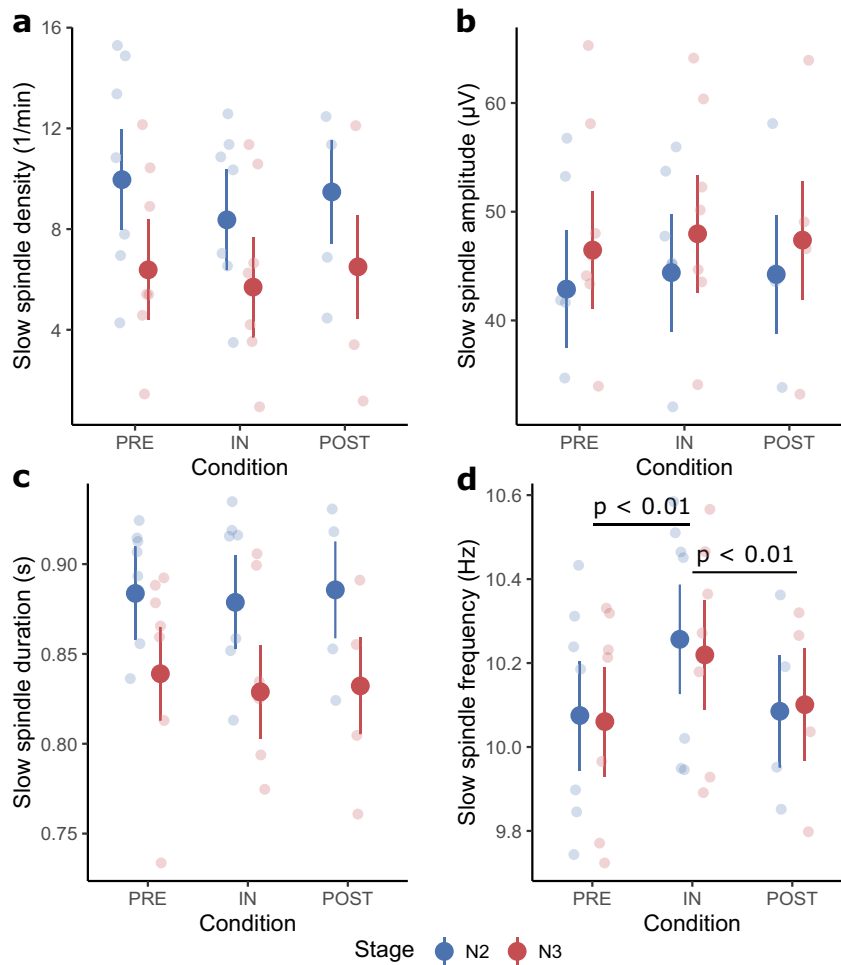 a
Slow spindle density (1/min)
16
12
8
4
PRE
IN
POST
Condition
b
Slow spindle amplitude (µV)
60
50
40
PRE
IN
POST
Condition
c
Slow spindle duration (s)
0.90
0.85
0.80
0.75
PRE
IN
POST
Condition
d
Slow spindle frequency (Hz)
10.6
10.4
10.2
10.0
9.8
p < 0.01
p < 0.01
PRE
IN
POST
Condition
Stage N2 N3